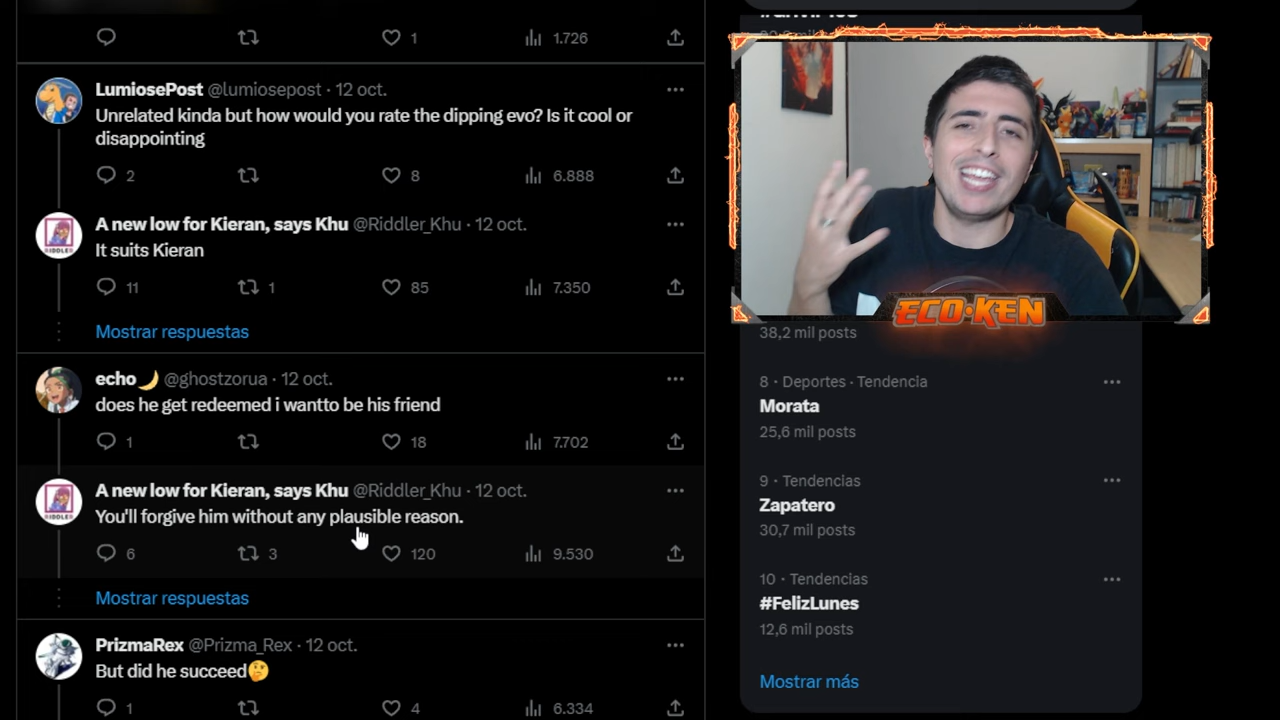 1
1.726
LumiosePost @lumiosepost · 12 oct.
Unrelated kinda but how would you rate the dipping evo? Is it cool or
disappointing
2
8
6.888
A new low for Kieran, says Khu @Riddler_Khu · 12 oct.
It suits Kieran
11
1
85
7.350
Mostrar respuestas
echo🌙 @ghostzorua · 12 oct.
does he get redeemed i wantto be his friend
1
18
7.702
A new low for Kieran, says Khu @Riddler_Khu · 12 oct.
You'll forgive him without any plausible reason.
6
3
120
9.530
Mostrar respuestas
PrizmaRex @Prizma_Rex · 12 oct.
But did he succeed🤔
1
4
6.334
ECO·KEN
38,2 mil posts
8 · Deportes · Tendencia
Morata
25,6 mil posts
9 · Tendencias
Zapatero
30,7 mil posts
10 · Tendencias
#FelizLunes
12,6 mil posts
Mostrar más